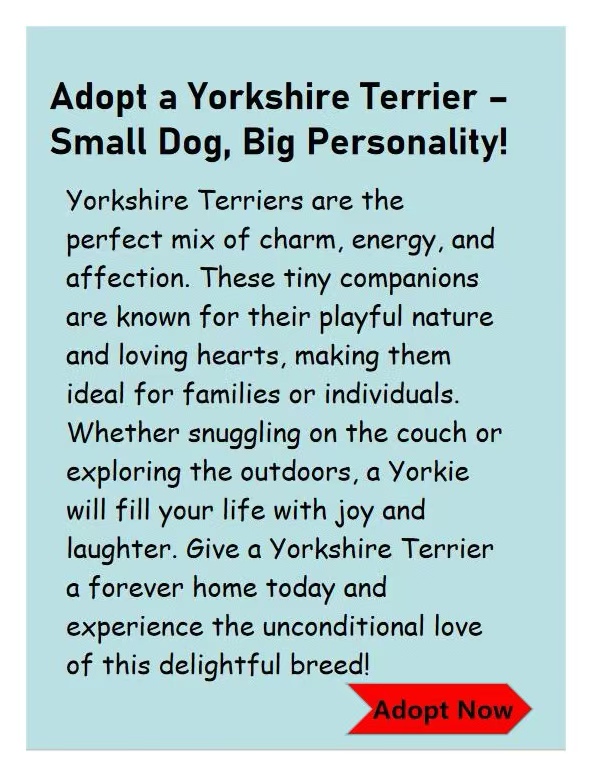 Adopt a Yorkshire Terrier –
Small Dog, Big Personality!
Yorkshire Terriers are the
perfect mix of charm, energy, and
affection. These tiny companions
are known for their playful nature
and loving hearts, making them
ideal for families or individuals.
Whether snuggling on the couch or
exploring the outdoors, a Yorkie
will fill your life with joy and
laughter. Give a Yorkshire Terrier
a forever home today and
experience the unconditional love
of this delightful breed!
Adopt Now